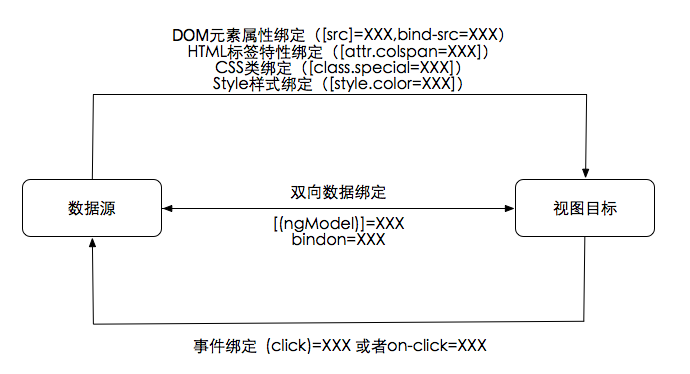 DOM元素属性绑定（[src]=XXX,bind-src=XXX）
HTML标签特性绑定（[attr.colspan=XXX]）
CSS类绑定（[class.special=XXX]）
Style样式绑定（[style.color=XXX]）
数据源
双向数据绑定
[(ngModel)]=XXX
bindon=XXX
视图目标
事件绑定 (click)=XXX 或者on-click=XXX